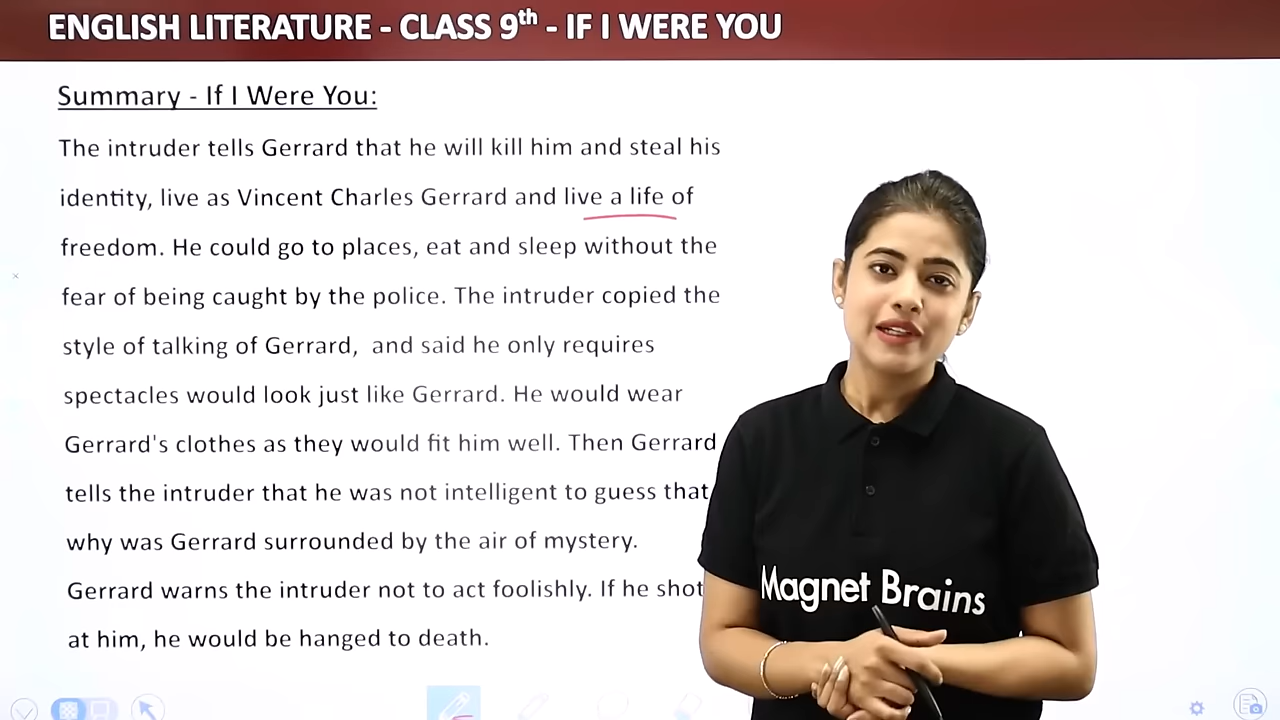 ENGLISH LITERATURE - CLASS 9th - IF I WERE YOU
Summary - If I Were You:
The intruder tells Gerrard that he will kill him and steal his
identity, live as Vincent Charles Gerrard and live a life of
freedom. He could go to places, eat and sleep without the
fear of being caught by the police. The intruder copied the
style of talking of Gerrard,  and said he only requires
spectacles would look just like Gerrard. He would wear
Gerrard's clothes as they would fit him well. Then Gerrard
tells the intruder that he was not intelligent to guess that
why was Gerrard surrounded by the air of mystery.
Gerrard warns the intruder not to act foolishly. If he shot
at him, he would be hanged to death.
Magnet Brains